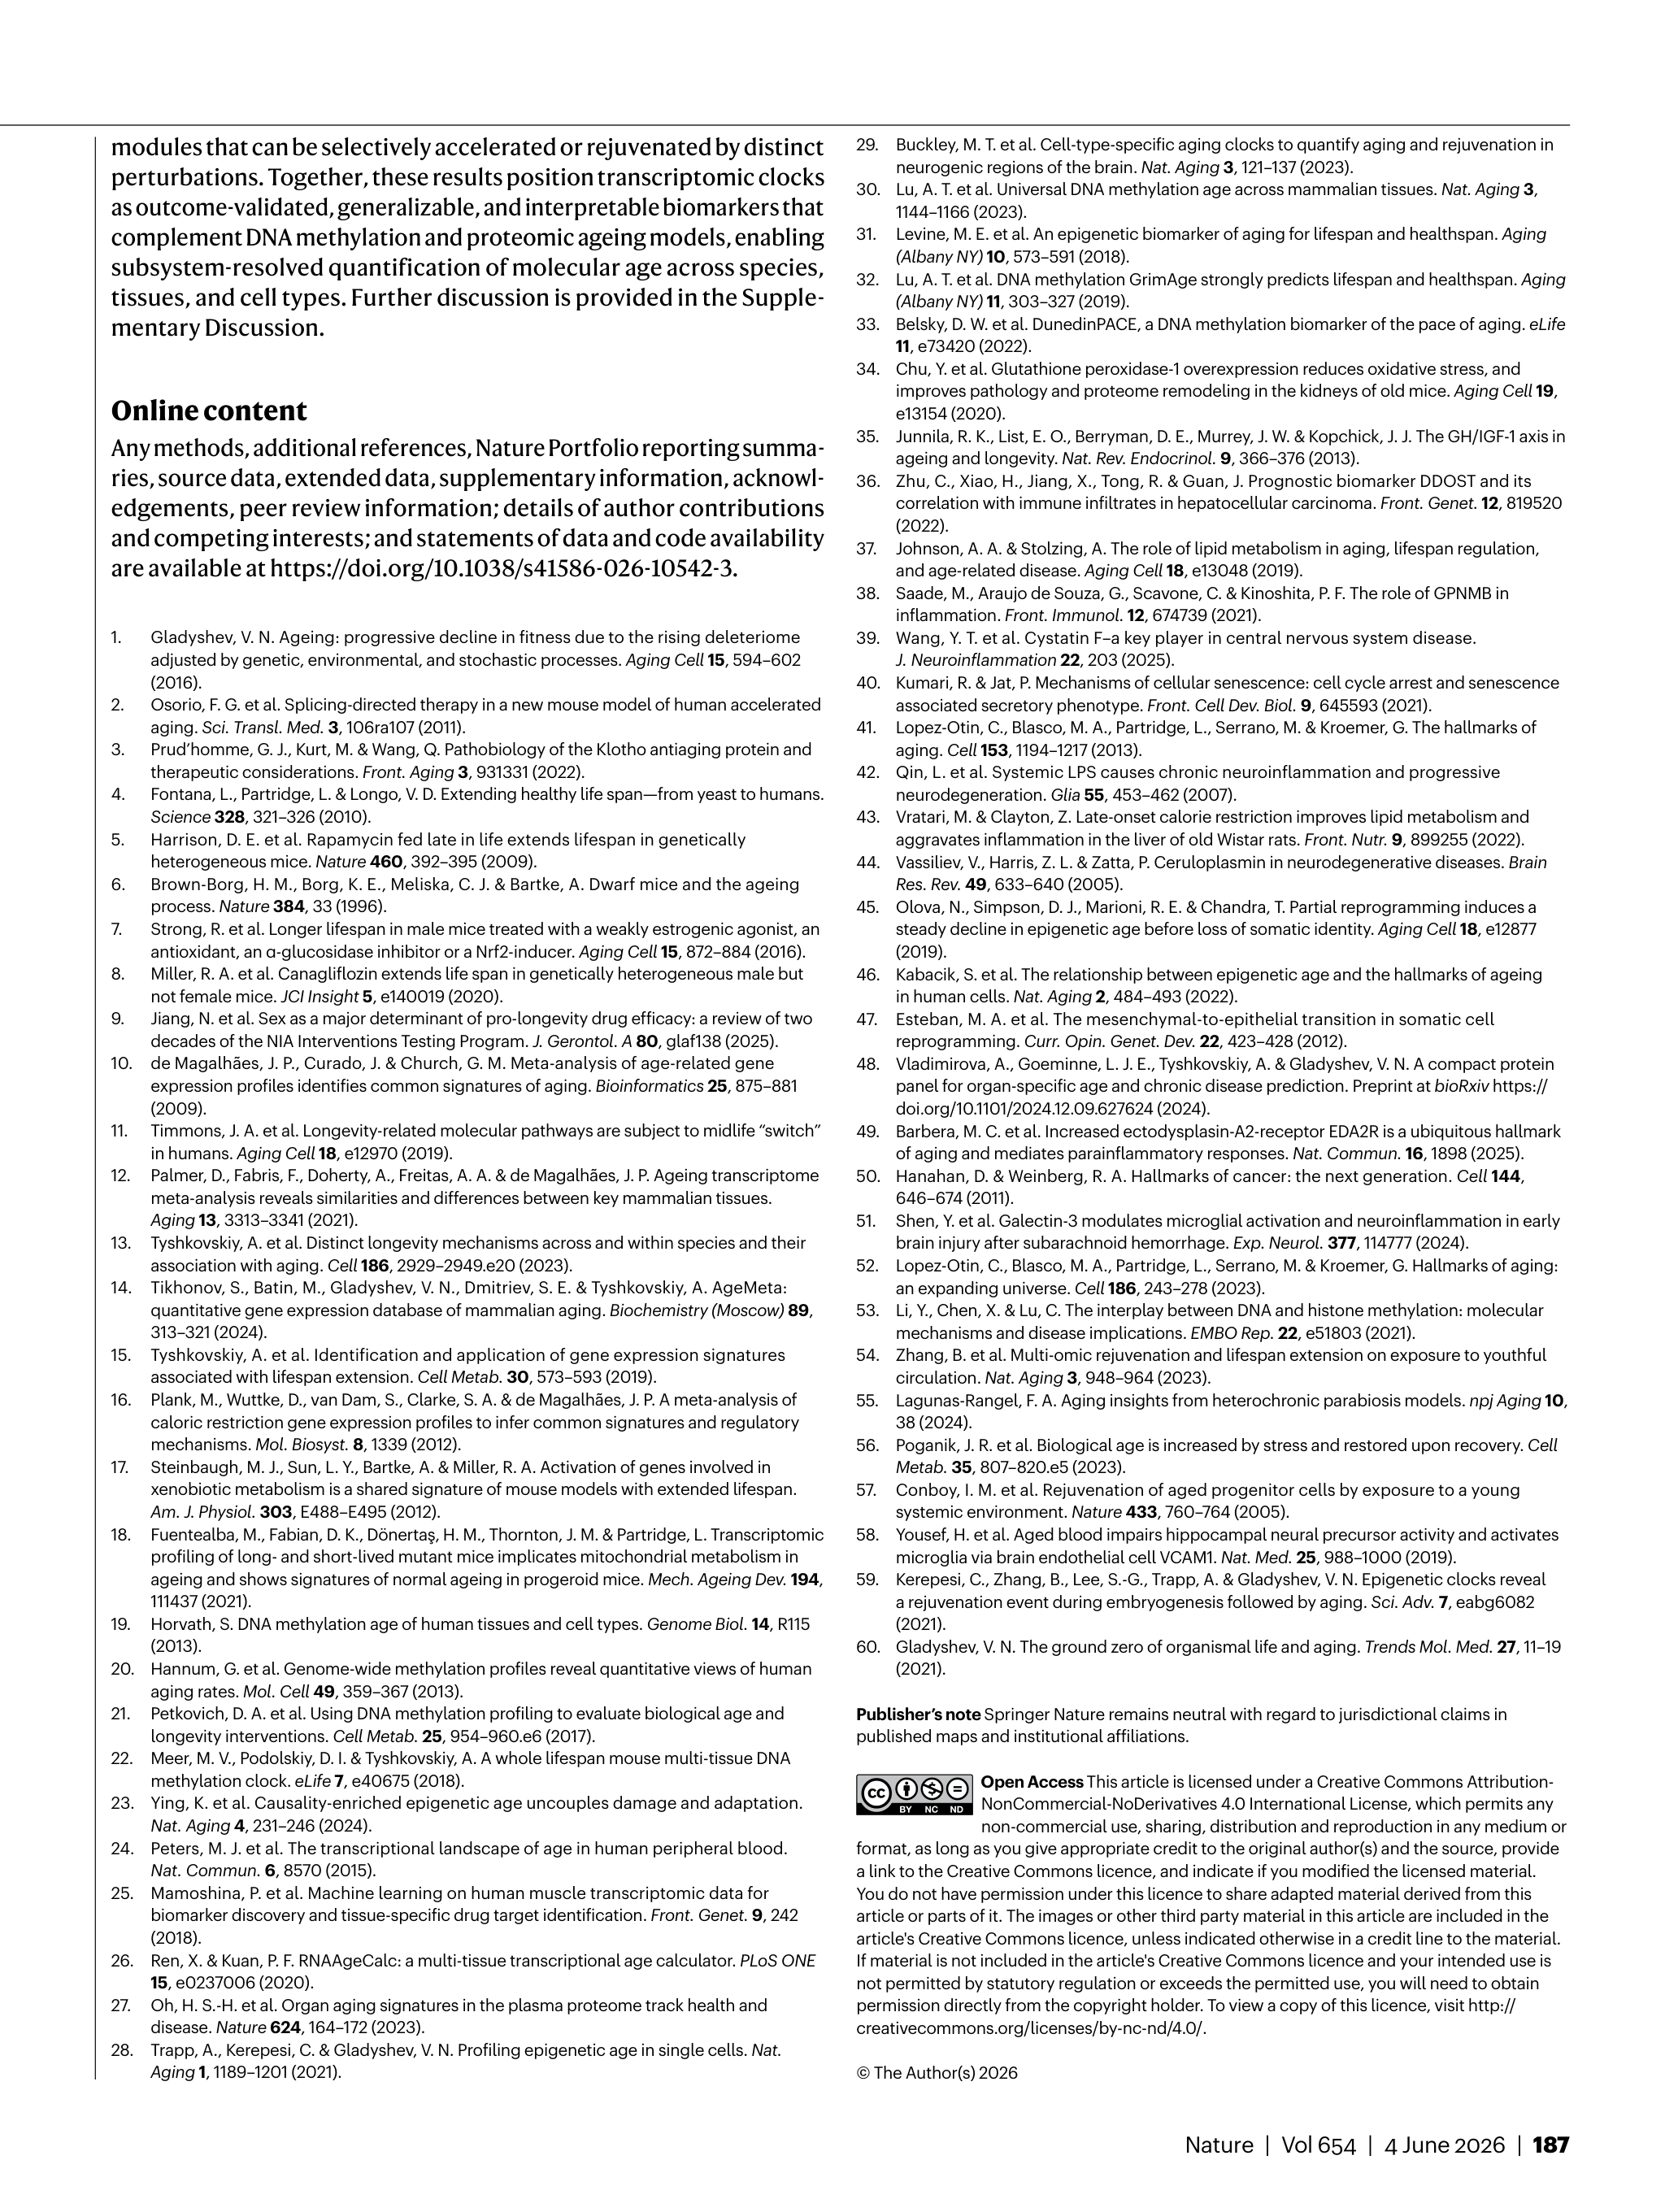 modules that can be selectively accelerated or rejuvenated by distinct
perturbations. Together, these results position transcriptomic clocks
as outcome-validated, generalizable, and interpretable biomarkers that
complement DNA methylation and proteomic ageing models, enabling
subsystem-resolved quantification of molecular age across species,
tissues, and cell types. Further discussion is provided in the Supple-
mentary Discussion.
Online content
Any methods, additional references, Nature Portfolio reporting summa-
ries, source data, extended data, supplementary information, acknowl-
edgements, peer review information; details of author contributions
and competing interests; and statements of data and code availability
are available at https://doi.org/10.1038/s41586-026-10542-3.
1. Gladyshev, V. N. Ageing: progressive decline in fitness due to the rising deleteriome
adjusted by genetic, environmental, and stochastic processes. Aging Cell 15, 594–602
(2016).
2. Osorio, F. G. et al. Splicing-directed therapy in a new mouse model of human accelerated
aging. Sci. Transl. Med. 3, 106ra107 (2011).
3. Prud’homme, G. J., Kurt, M. & Wang, Q. Pathobiology of the Klotho antiaging protein and
therapeutic considerations. Front. Aging 3, 931331 (2022).
4. Fontana, L., Partridge, L. & Longo, V. D. Extending healthy life span—from yeast to humans.
Science 328, 321–326 (2010).
5. Harrison, D. E. et al. Rapamycin fed late in life extends lifespan in genetically
heterogeneous mice. Nature 460, 392–395 (2009).
6. Brown-Borg, H. M., Borg, K. E., Meliska, C. J. & Bartke, A. Dwarf mice and the ageing
process. Nature 384, 33 (1996).
7. Strong, R. et al. Longer lifespan in male mice treated with a weakly estrogenic agonist, an
antioxidant, an α-glucosidase inhibitor or a Nrf2-inducer. Aging Cell 15, 872–884 (2016).
8. Miller, R. A. et al. Canagliflozin extends life span in genetically heterogeneous male but
not female mice. JCI Insight 5, e140019 (2020).
9. Jiang, N. et al. Sex as a major determinant of pro-longevity drug efficacy: a review of two
decades of the NIA Interventions Testing Program. J. Gerontol. A 80, glaf138 (2025).
10. de Magalhães, J. P., Curado, J. & Church, G. M. Meta-analysis of age-related gene
expression profiles identifies common signatures of aging. Bioinformatics 25, 875–881
(2009).
11. Timmons, J. A. et al. Longevity-related molecular pathways are subject to midlife “switch”
in humans. Aging Cell 18, e12970 (2019).
12. Palmer, D., Fabris, F., Doherty, A., Freitas, A. A. & de Magalhães, J. P. Ageing transcriptome
meta-analysis reveals similarities and differences between key mammalian tissues.
Aging 13, 3313–3341 (2021).
13. Tyshkovskiy, A. et al. Distinct longevity mechanisms across and within species and their
association with aging. Cell 186, 2929–2949.e20 (2023).
14. Tikhonov, S., Batin, M., Gladyshev, V. N., Dmitriev, S. E. & Tyshkovskiy, A. AgeMeta:
quantitative gene expression database of mammalian aging. Biochemistry (Moscow) 89,
313–321 (2024).
15. Tyshkovskiy, A. et al. Identification and application of gene expression signatures
associated with lifespan extension. Cell Metab. 30, 573–593 (2019).
16. Plank, M., Wuttke, D., van Dam, S., Clarke, S. A. & de Magalhães, J. P. A meta-analysis of
caloric restriction gene expression profiles to infer common signatures and regulatory
mechanisms. Mol. Biosyst. 8, 1339 (2012).
17. Steinbaugh, M. J., Sun, L. Y., Bartke, A. & Miller, R. A. Activation of genes involved in
xenobiotic metabolism is a shared signature of mouse models with extended lifespan.
Am. J. Physiol. 303, E488–E495 (2012).
18. Fuentealba, M., Fabian, D. K., Dönertaş, H. M., Thornton, J. M. & Partridge, L. Transcriptomic
profiling of long- and short-lived mutant mice implicates mitochondrial metabolism in
ageing and shows signatures of normal ageing in progeroid mice. Mech. Ageing Dev. 194,
111437 (2021).
19. Horvath, S. DNA methylation age of human tissues and cell types. Genome Biol. 14, R115
(2013).
20. Hannum, G. et al. Genome-wide methylation profiles reveal quantitative views of human
aging rates. Mol. Cell 49, 359–367 (2013).
21. Petkovich, D. A. et al. Using DNA methylation profiling to evaluate biological age and
longevity interventions. Cell Metab. 25, 954–960.e6 (2017).
22. Meer, M. V., Podolskiy, D. I. & Tyshkovskiy, A. A whole lifespan mouse multi-tissue DNA
methylation clock. eLife 7, e40675 (2018).
23. Ying, K. et al. Causality-enriched epigenetic age uncouples damage and adaptation.
Nat. Aging 4, 231–246 (2024).
24. Peters, M. J. et al. The transcriptional landscape of age in human peripheral blood.
Nat. Commun. 6, 8570 (2015).
25. Mamoshina, P. et al. Machine learning on human muscle transcriptomic data for
biomarker discovery and tissue-specific drug target identification. Front. Genet. 9, 242
(2018).
26. Ren, X. & Kuan, P. F. RNAAgeCalc: a multi-tissue transcriptional age calculator. PLoS ONE
15, e0237006 (2020).
27. Oh, H. S.-H. et al. Organ aging signatures in the plasma proteome track health and
disease. Nature 624, 164–172 (2023).
28. Trapp, A., Kerepesi, C. & Gladyshev, V. N. Profiling epigenetic age in single cells. Nat.
Aging 1, 1189–1201 (2021).
29. Buckley, M. T. et al. Cell-type-specific aging clocks to quantify aging and rejuvenation in
neurogenic regions of the brain. Nat. Aging 3, 121–137 (2023).
30. Lu, A. T. et al. Universal DNA methylation age across mammalian tissues. Nat. Aging 3,
1144–1166 (2023).
31. Levine, M. E. et al. An epigenetic biomarker of aging for lifespan and healthspan. Aging
(Albany NY) 10, 573–591 (2018).
32. Lu, A. T. et al. DNA methylation GrimAge strongly predicts lifespan and healthspan. Aging
(Albany NY) 11, 303–327 (2019).
33. Belsky, D. W. et al. DunedinPACE, a DNA methylation biomarker of the pace of aging. eLife
11, e73420 (2022).
34. Chu, Y. et al. Glutathione peroxidase-1 overexpression reduces oxidative stress, and
improves pathology and proteome remodeling in the kidneys of old mice. Aging Cell 19,
e13154 (2020).
35. Junnila, R. K., List, E. O., Berryman, D. E., Murrey, J. W. & Kopchick, J. J. The GH/IGF-1 axis in
ageing and longevity. Nat. Rev. Endocrinol. 9, 366–376 (2013).
36. Zhu, C., Xiao, H., Jiang, X., Tong, R. & Guan, J. Prognostic biomarker DDOST and its
correlation with immune infiltrates in hepatocellular carcinoma. Front. Genet. 12, 819520
(2022).
37. Johnson, A. A. & Stolzing, A. The role of lipid metabolism in aging, lifespan regulation,
and age-related disease. Aging Cell 18, e13048 (2019).
38. Saade, M., Araujo de Souza, G., Scavone, C. & Kinoshita, P. F. The role of GPNMB in
inflammation. Front. Immunol. 12, 674739 (2021).
39. Wang, Y. T. et al. Cystatin F–a key player in central nervous system disease.
J. Neuroinflammation 22, 203 (2025).
40. Kumari, R. & Jat, P. Mechanisms of cellular senescence: cell cycle arrest and senescence
associated secretory phenotype. Front. Cell Dev. Biol. 9, 645593 (2021).
41. Lopez-Otin, C., Blasco, M. A., Partridge, L., Serrano, M. & Kroemer, G. The hallmarks of
aging. Cell 153, 1194–1217 (2013).
42. Qin, L. et al. Systemic LPS causes chronic neuroinflammation and progressive
neurodegeneration. Glia 55, 453–462 (2007).
43. Vratari, M. & Clayton, Z. Late-onset calorie restriction improves lipid metabolism and
aggravates inflammation in the liver of old Wistar rats. Front. Nutr. 9, 899255 (2022).
44. Vassiliev, V., Harris, Z. L. & Zatta, P. Ceruloplasmin in neurodegenerative diseases. Brain
Res. Rev. 49, 633–640 (2005).
45. Olova, N., Simpson, D. J., Marioni, R. E. & Chandra, T. Partial reprogramming induces a
steady decline in epigenetic age before loss of somatic identity. Aging Cell 18, e12877
(2019).
46. Kabacik, S. et al. The relationship between epigenetic age and the hallmarks of ageing
in human cells. Nat. Aging 2, 484–493 (2022).
47. Esteban, M. A. et al. The mesenchymal-to-epithelial transition in somatic cell
reprogramming. Curr. Opin. Genet. Dev. 22, 423–428 (2012).
48. Vladimirova, A., Goeminne, L. J. E., Tyshkovskiy, A. & Gladyshev, V. N. A compact protein
panel for organ-specific age and chronic disease prediction. Preprint at bioRxiv https://
doi.org/10.1101/2024.12.09.627624 (2024).
49. Barbera, M. C. et al. Increased ectodysplasin-A2-receptor EDA2R is a ubiquitous hallmark
of aging and mediates parainflammatory responses. Nat. Commun. 16, 1898 (2025).
50. Hanahan, D. & Weinberg, R. A. Hallmarks of cancer: the next generation. Cell 144,
646–674 (2011).
51. Shen, Y. et al. Galectin-3 modulates microglial activation and neuroinflammation in early
brain injury after subarachnoid hemorrhage. Exp. Neurol. 377, 114777 (2024).
52. Lopez-Otin, C., Blasco, M. A., Partridge, L., Serrano, M. & Kroemer, G. Hallmarks of aging:
an expanding universe. Cell 186, 243–278 (2023).
53. Li, Y., Chen, X. & Lu, C. The interplay between DNA and histone methylation: molecular
mechanisms and disease implications. EMBO Rep. 22, e51803 (2021).
54. Zhang, B. et al. Multi-omic rejuvenation and lifespan extension on exposure to youthful
circulation. Nat. Aging 3, 948–964 (2023).
55. Lagunas-Rangel, F. A. Aging insights from heterochronic parabiosis models. npj Aging 10,
38 (2024).
56. Poganik, J. R. et al. Biological age is increased by stress and restored upon recovery. Cell
Metab. 35, 807–820.e5 (2023).
57. Conboy, I. M. et al. Rejuvenation of aged progenitor cells by exposure to a young
systemic environment. Nature 433, 760–764 (2005).
58. Yousef, H. et al. Aged blood impairs hippocampal neural precursor activity and activates
microglia via brain endothelial cell VCAM1. Nat. Med. 25, 988–1000 (2019).
59. Kerepesi, C., Zhang, B., Lee, S.-G., Trapp, A. & Gladyshev, V. N. Epigenetic clocks reveal
a rejuvenation event during embryogenesis followed by aging. Sci. Adv. 7, eabg6082
(2021).
60. Gladyshev, V. N. The ground zero of organismal life and aging. Trends Mol. Med. 27, 11–19
(2021).
Publisher’s note Springer Nature remains neutral with regard to jurisdictional claims in
published maps and institutional affiliations.
cc BY NC ND
Open Access This article is licensed under a Creative Commons Attribution-
NonCommercial-NoDerivatives 4.0 International License, which permits any
non-commercial use, sharing, distribution and reproduction in any medium or
format, as long as you give appropriate credit to the original author(s) and the source, provide
a link to the Creative Commons licence, and indicate if you modified the licensed material.
You do not have permission under this licence to share adapted material derived from this
article or parts of it. The images or other third party material in this article are included in the
article's Creative Commons licence, unless indicated otherwise in a credit line to the material.
If material is not included in the article's Creative Commons licence and your intended use is
not permitted by statutory regulation or exceeds the permitted use, you will need to obtain
permission directly from the copyright holder. To view a copy of this licence, visit http://
creativecommons.org/licenses/by-nc-nd/4.0/.
© The Author(s) 2026
Nature | Vol 654 | 4 June 2026 | 187